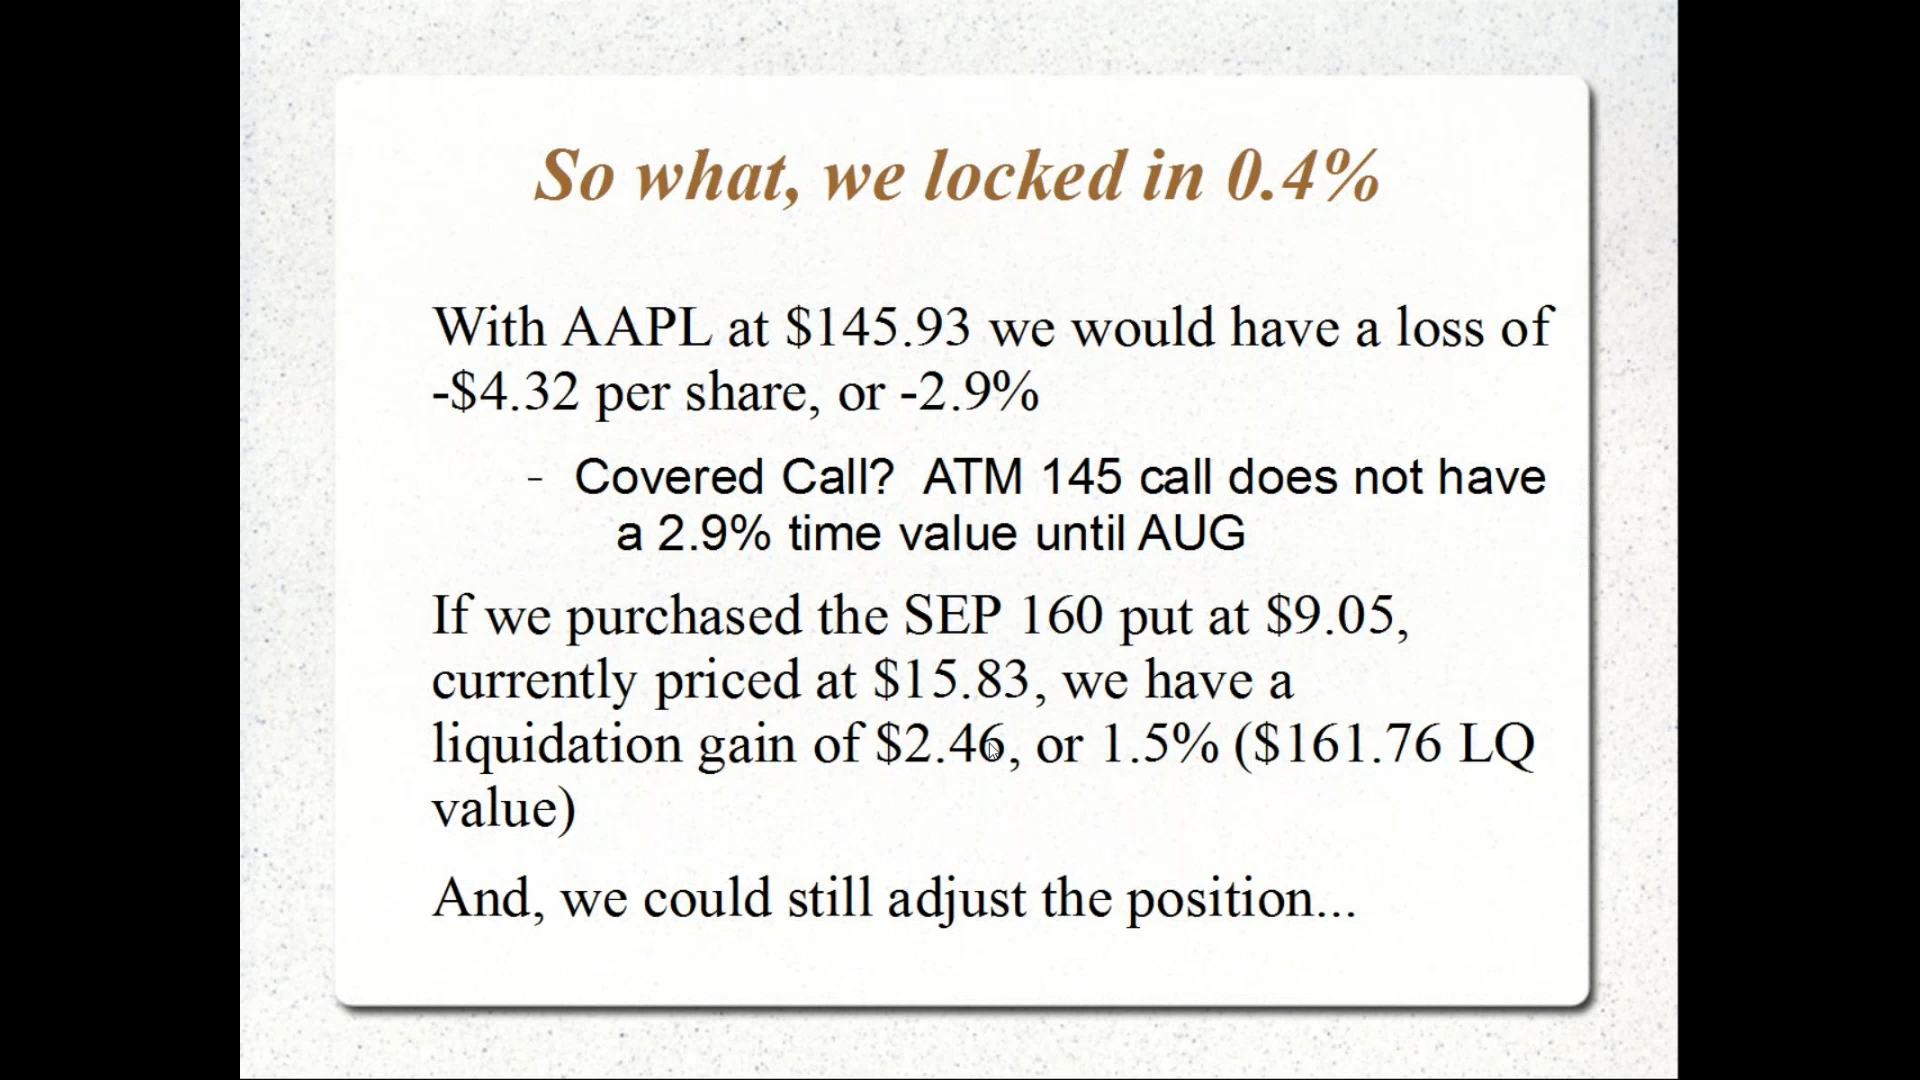 So what, we locked in 0.4%
With AAPL at $145.93 we would have a loss of
-$4.32 per share, or -2.9%
- Covered Call?  ATM 145 call does not have
a 2.9% time value until AUG
If we purchased the SEP 160 put at $9.05,
currently priced at $15.83, we have a
liquidation gain of $2.46, or 1.5% ($161.76 LQ
value)
And, we could still adjust the position...